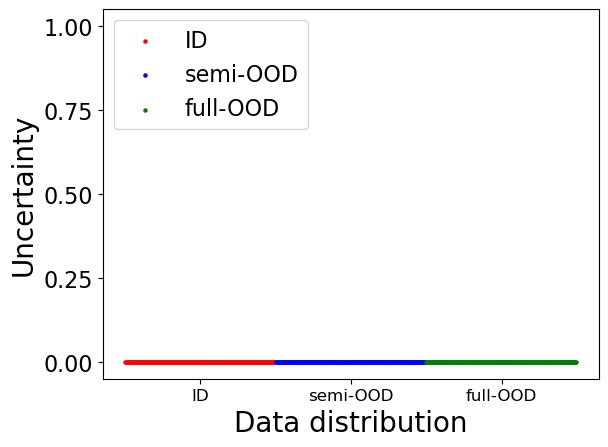 1.00
0.75
0.50
0.25
0.00
Uncertainty
ID
semi-OOD
full-OOD
ID semi-OOD full-OOD
Data distribution